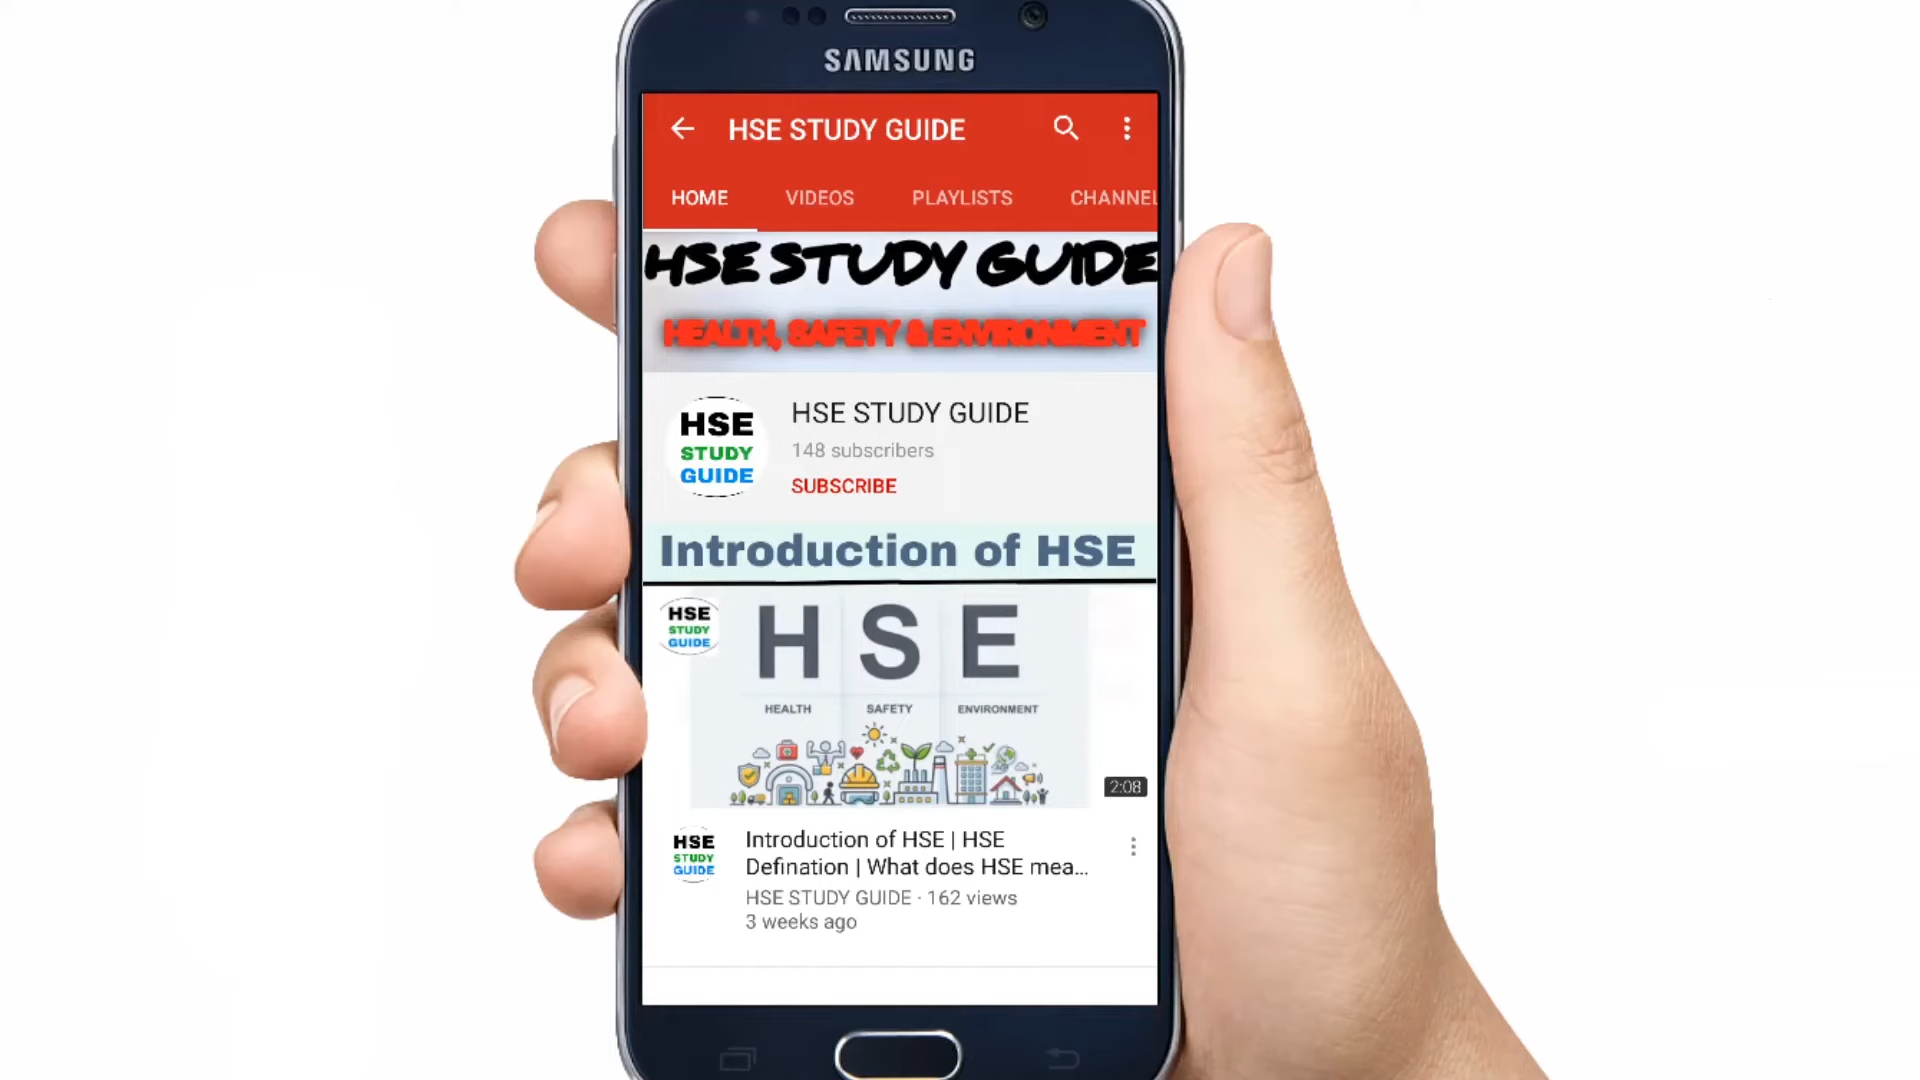 SAMSUNG
HSE STUDY GUIDE
HOME VIDEOS PLAYLISTS CHANNEL
HSE STUDY GUIDE
HEALTH, SAFETY & ENVIRONMENT
HSE
STUDY
GUIDE
HSE STUDY GUIDE
148 subscribers
SUBSCRIBE
Introduction of HSE
HSE
STUDY
GUIDE
H S E
HEALTH SAFETY ENVIRONMENT
2:08
HSE
STUDY
GUIDE
Introduction of HSE | HSE
Defination | What does HSE mea...
HSE STUDY GUIDE · 162 views
3 weeks ago